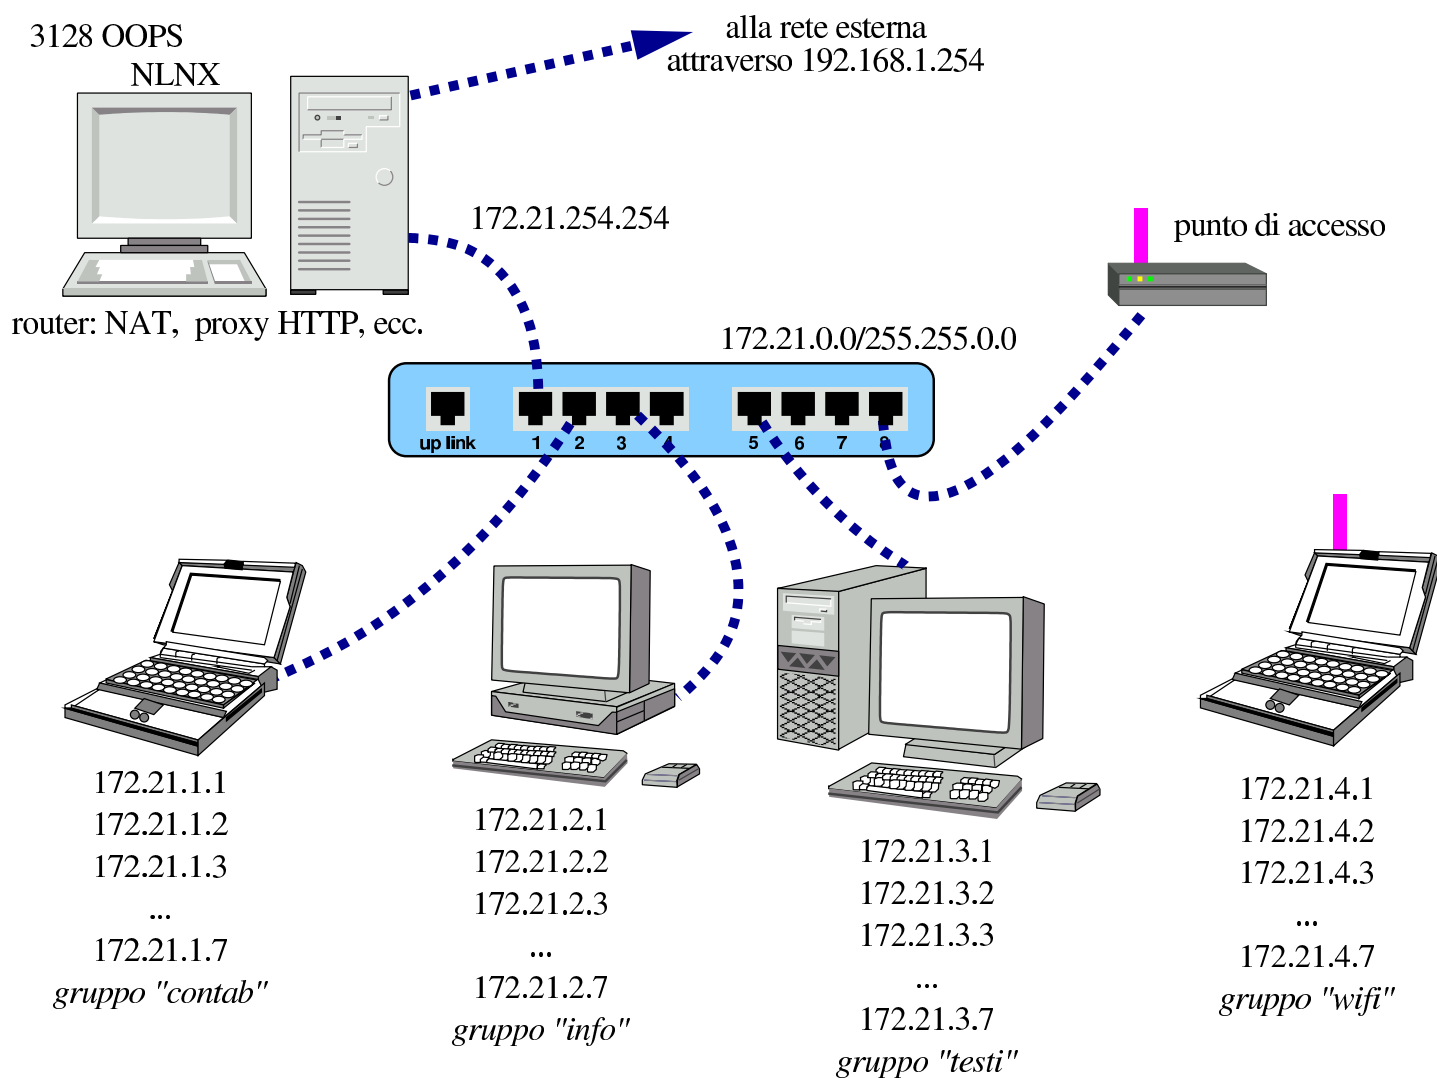 3128 OOPS
NLNX
alla rete esterna
attraverso 192.168.1.254
172.21.254.254
punto di accesso
router: NAT, proxy HTTP, ecc.
172.21.0.0/255.255.0.0
up link 1 2 3 4 5 6 7 8
172.21.1.1
172.21.1.2
172.21.1.3
...
172.21.1.7
gruppo "contab"
172.21.2.1
172.21.2.2
172.21.2.3
...
172.21.2.7
gruppo "info"
172.21.3.1
172.21.3.2
172.21.3.3
...
172.21.3.7
gruppo "testi"
172.21.4.1
172.21.4.2
172.21.4.3
...
172.21.4.7
gruppo "wifi"